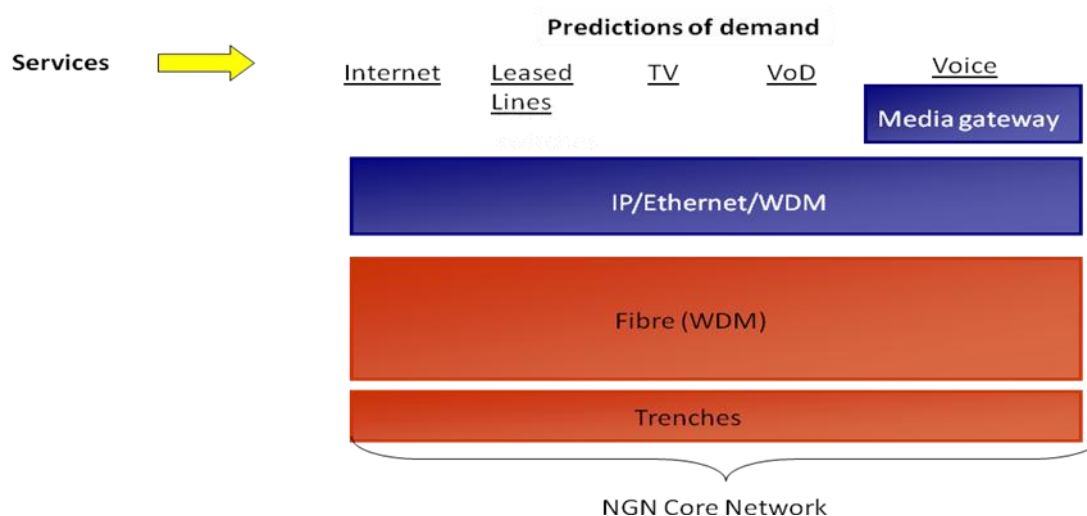 Predictions of demand
Services
Internet
Leased
Lines
TV
VoD
Voice
Media gateway
IP/Ethernet/WDM
Fibre (WDM)
Trenches
NGN Core Network